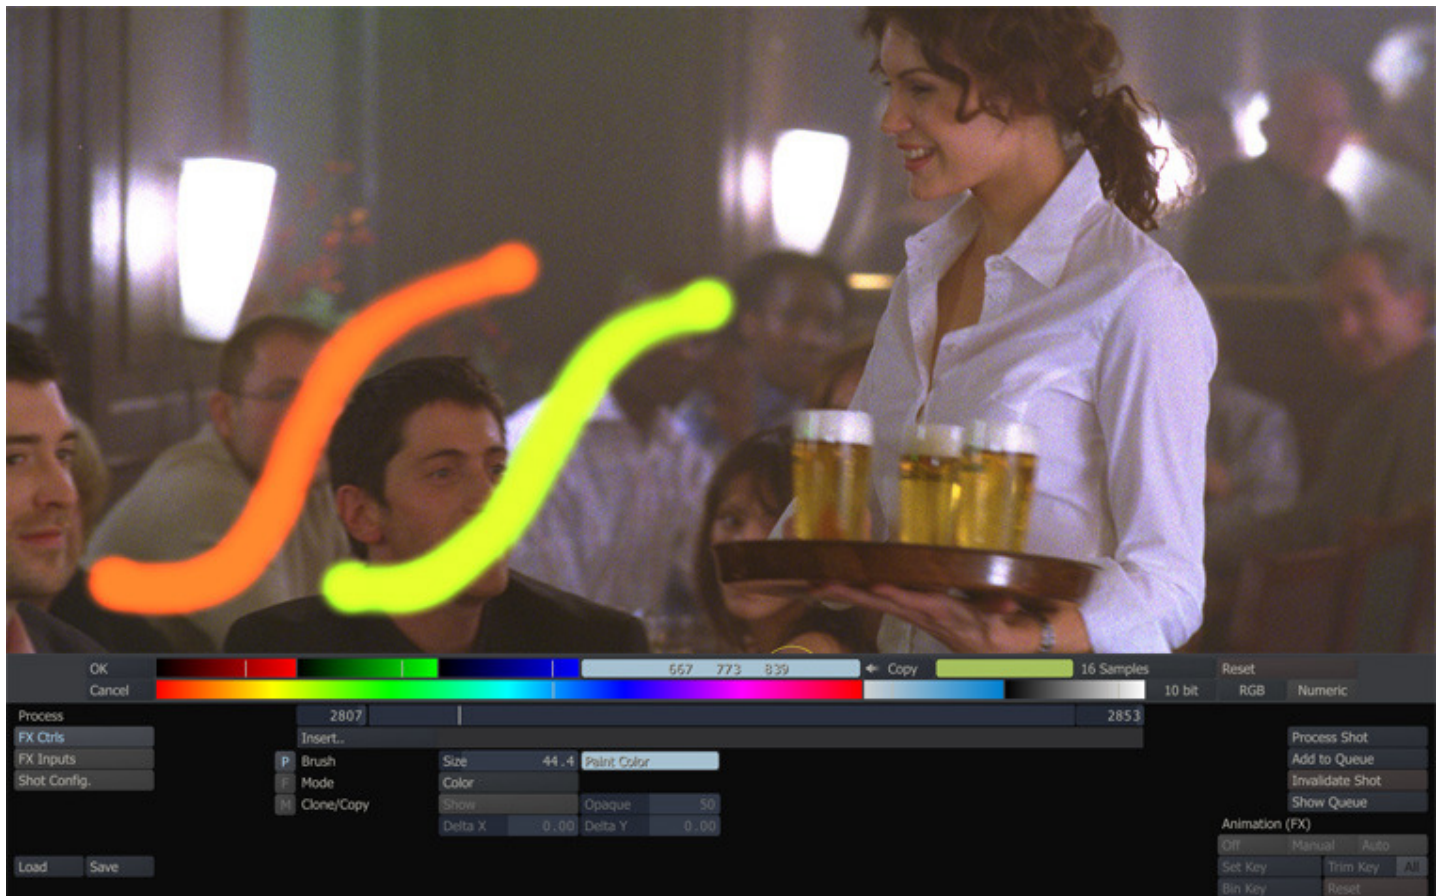 OK 667 773 839 Copy 16 Samples Reset
Cancel 10 bit RGB Numeric
Process 2807 2853
FX Ctrls Insert.. Process Shot
FX Inputs P Brush Size 44.4 Paint Color Add to Queue
Shot Config. F Mode Color Invalidate Shot
M Clone/Copy Show Opaque 50 Show Queue
Delta X 0.00 Delta Y 0.00 Animation (FX)
Off Manual Auto
Load Save Set Key Trim Key All
Bin Key Reset